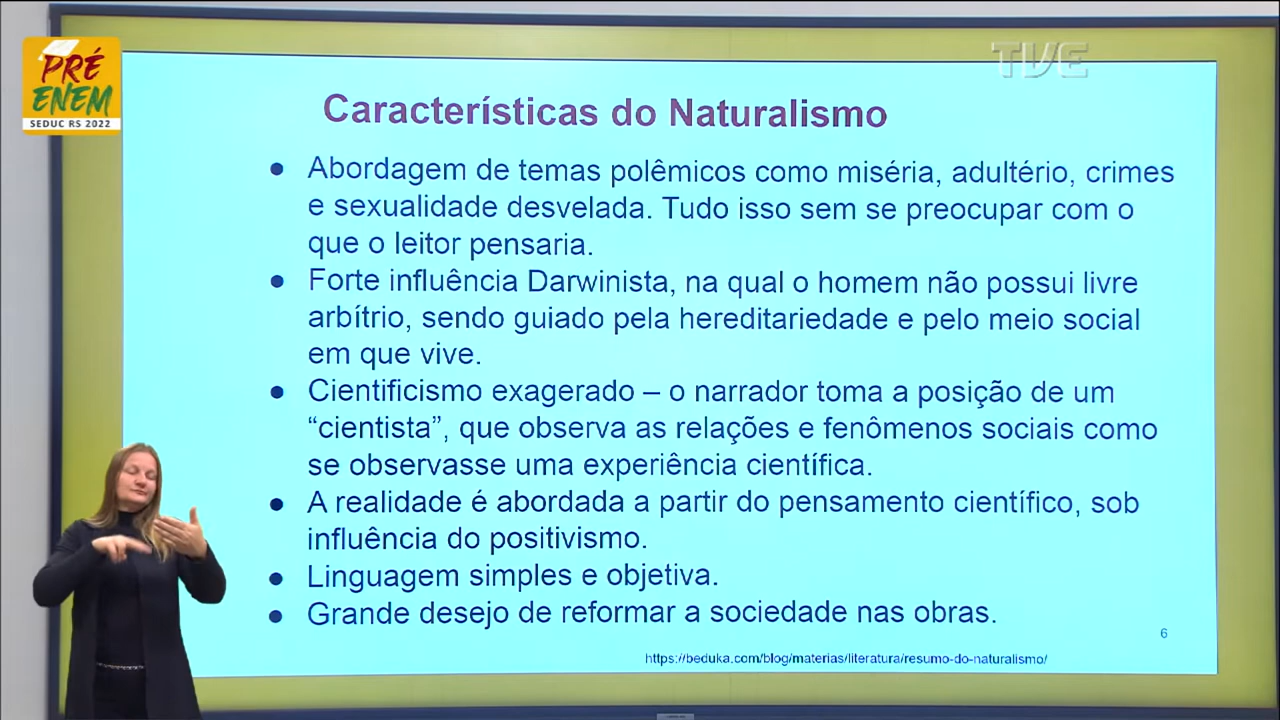 PRÉ
ENEM
SEDUC RS 2022
TVE
Características do Naturalismo
● Abordagem de temas polêmicos como miséria, adultério, crimes
e sexualidade desvelada. Tudo isso sem se preocupar com o
que o leitor pensaria.
● Forte influência Darwinista, na qual o homem não possui livre
arbítrio, sendo guiado pela hereditariedade e pelo meio social
em que vive.
● Cientificismo exagerado – o narrador toma a posição de um
“cientista”, que observa as relações e fenômenos sociais como
se observasse uma experiência científica.
● A realidade é abordada a partir do pensamento científico, sob
influência do positivismo.
● Linguagem simples e objetiva.
● Grande desejo de reformar a sociedade nas obras.
6
https://beduka.com/blog/materias/literatura/resumo-do-naturalismo/